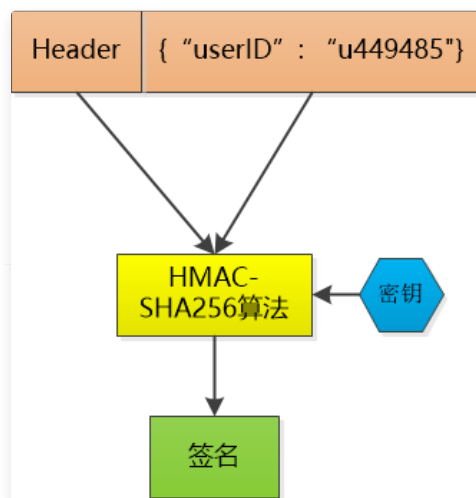 Header
{ “userID” : “u449485"}
HMAC-
SHA256算法
密钥
签名